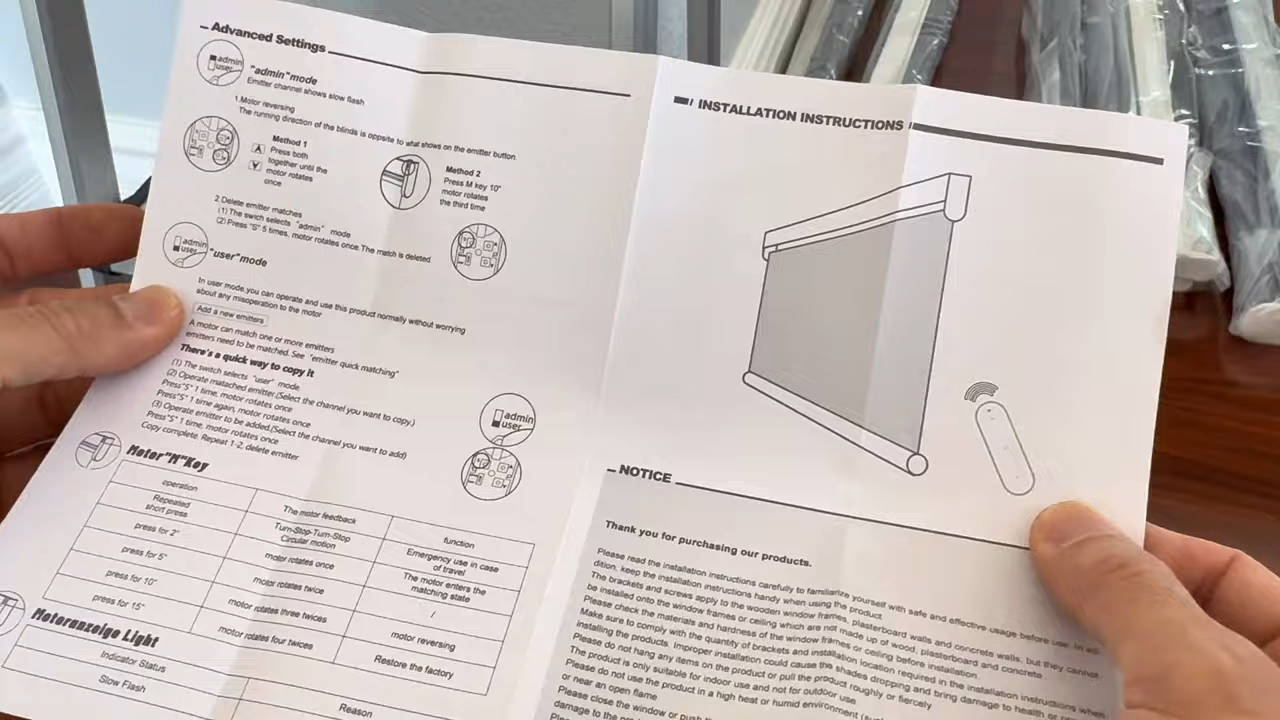 Advanced Settings
admin
user
"admin"mode
Emitter channel shows slow flash
1.Motor reversing
The running direction of the blinds is oppsite to what shows on the emitter button.
Method 1
Press both
together until the
motor rotates
once
Method 2
Press M key 10"
motor rotates
the third time
2.Delete emitter matches
(1) The swich selects "admin" mode
(2) Press "S" 5 times, motor rotates once.The match is deleted
admin
user
"user"mode
In user mode,you can operate and use this product normally without worrying
about any misoperation to the motor
Add a new emitters
A motor can match one or more emitters
emitters need to be matched. See "emitter quick matching"
There's a quick way to copy it
(1) The switch selects "user" mode
(2) Operate matached emitter.(Select the channel you want to copy.)
Press"S" 1 time, motor rotates once
Press"S" 1 time again, motor rotates once
(3) Operate emitter to be added.(Select the channel you want to add)
Press"S" 1 time, motor rotates once
Copy complete. Repeat 1-2, delete emitter
admin
user
Motor"M"Key
operation
The motor feedback
function
Repeated
short press
Turn-Stop-Turn-Stop
Circular motion
Emergency use in case
of travel
press for 2"
motor rotates once
The motor enters the
matching state
press for 5"
motor rotates twice
/
press for 10"
motor rotates three twices
motor reversing
press for 15"
motor rotates four twices
Restore the factory
Motoranzeige Light
Indicator Status
Reason
Slow Flash
INSTALLATION INSTRUCTIONS
NOTICE
Thank you for purchasing our products.
Please read the installation instructions carefully to familiarize yourself with safe and effective usage before use. In ad-
dition, keep the installation instructions handy when using the product
The brackets and screws apply to the wooden window frames, plasterboard walls and concrete walls, but they cannot
be installed onto the window frames or ceiling which are not made up of wood, plasterboard and concrete.
Please check the materials and hardness of the window frames or ceiling before installation.
Make sure to comply with the quantity of brackets and installation location required in the installation instructions when
installing the products. Improper installation could cause the shades dropping and bring damage to health or
Please do not hang any items on the product or pull the product roughly or fiercely
The product is only suitable for indoor use and not for outdoor use
Please do not use the product in a high heat or humid environment
or near an open flame
Please close the window or push
damage to the